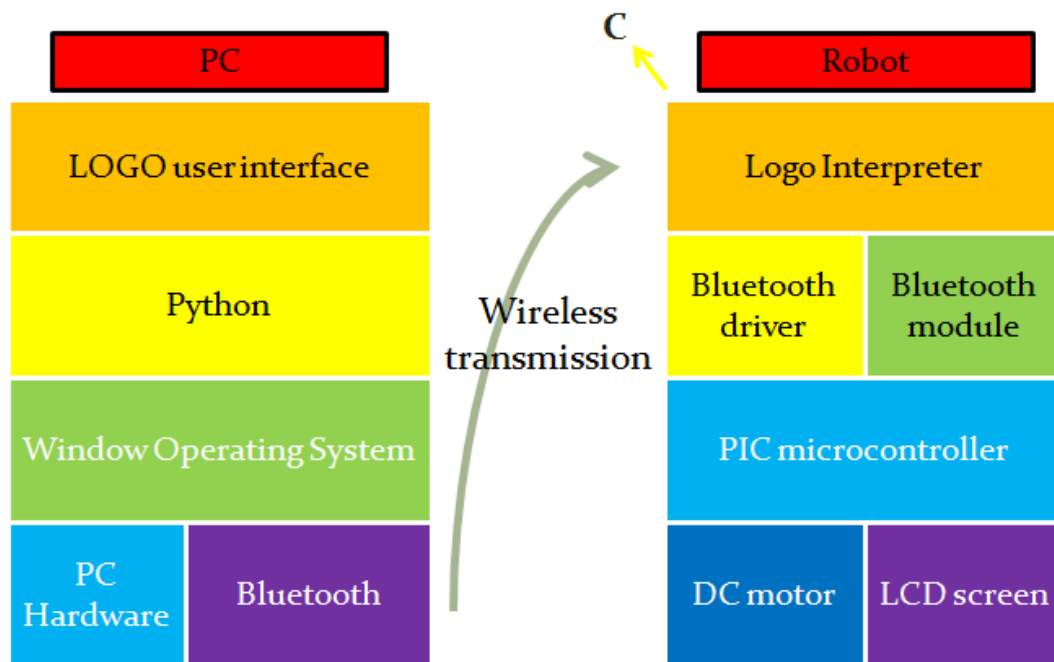 PC
LOGO user interface
Python
Window Operating System
PC
Hardware
Bluetooth
Wireless
transmission
C
Robot
Logo Interpreter
Bluetooth
driver
Bluetooth
module
PIC microcontroller
DC motor
LCD screen